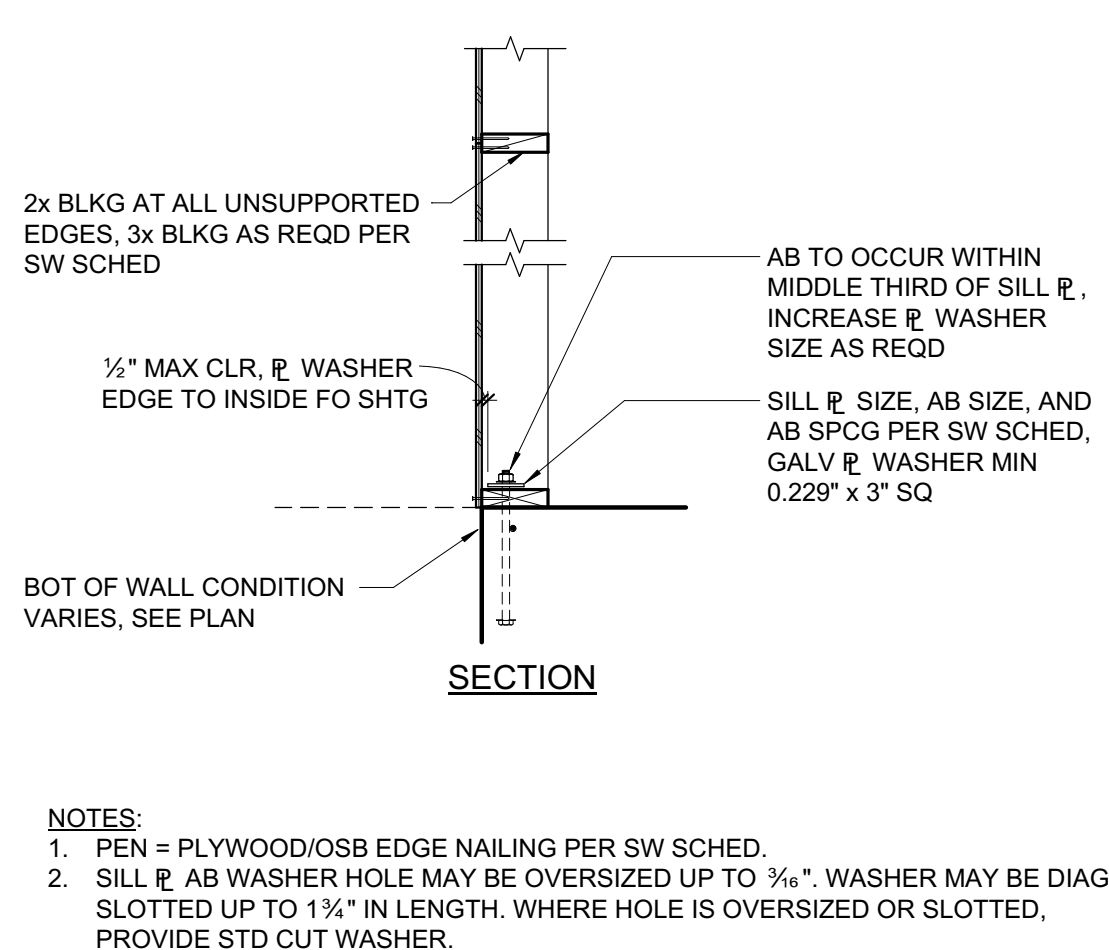 2x BLKG AT ALL UNSUPPORTED
EDGES, 3x BLKG AS REQD PER
SW SCHED
AB TO OCCUR WITHIN
MIDDLE THIRD OF SILL ⅊,
INCREASE ⅊ WASHER
SIZE AS REQD
½" MAX CLR, ⅊ WASHER
EDGE TO INSIDE FO SHTG
SILL ⅊ SIZE, AB SIZE, AND
AB SPCG PER SW SCHED,
GALV ⅊ WASHER MIN
0.229" x 3" SQ
BOT OF WALL CONDITION
VARIES, SEE PLAN
SECTION
NOTES:
1. PEN = PLYWOOD/OSB EDGE NAILING PER SW SCHED.
2. SILL ⅊ AB WASHER HOLE MAY BE OVERSIZED UP TO 3⁄16". WASHER MAY BE DIAG
SLOTTED UP TO 1¾" IN LENGTH. WHERE HOLE IS OVERSIZED OR SLOTTED,
PROVIDE STD CUT WASHER.